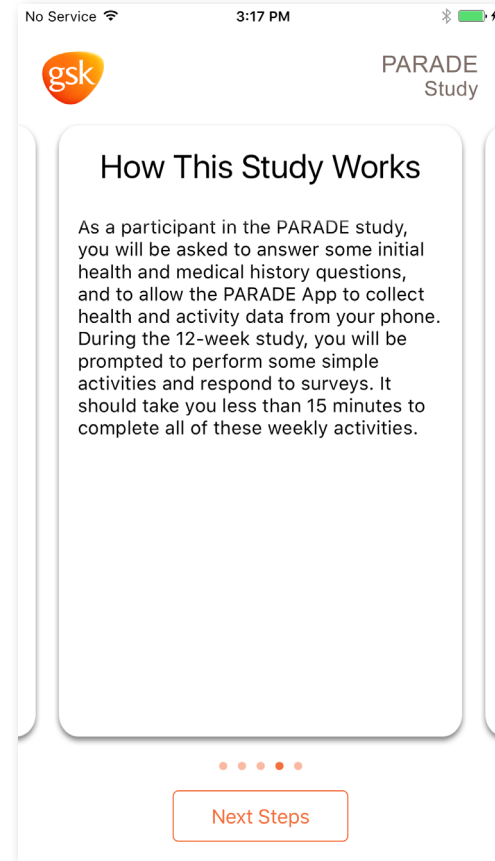 No Service 3:17 PM
gsk
PARADE
Study
How This Study Works
As a participant in the PARADE study,
you will be asked to answer some initial
health and medical history questions,
and to allow the PARADE App to collect
health and activity data from your phone.
During the 12-week study, you will be
prompted to perform some simple
activities and respond to surveys. It
should take you less than 15 minutes to
complete all of these weekly activities.
Next Steps